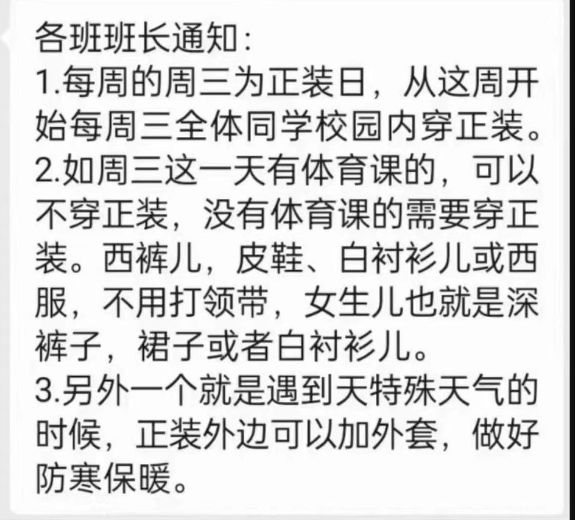 各班班长通知：
1.每周的周三为正装日，从这周开
始每周三全体同学校园内穿正装。
2.如周三这一天有体育课的，可以
不穿正装，没有体育课的需要穿正
装。西裤儿，皮鞋、白衬衫儿或西
服，不用打领带，女生儿也就是深
裤子，裙子或者白衬衫儿。
3.另外一个就是遇到天特殊天气的
时候，正装外边可以加外套，做好
防寒保暖。